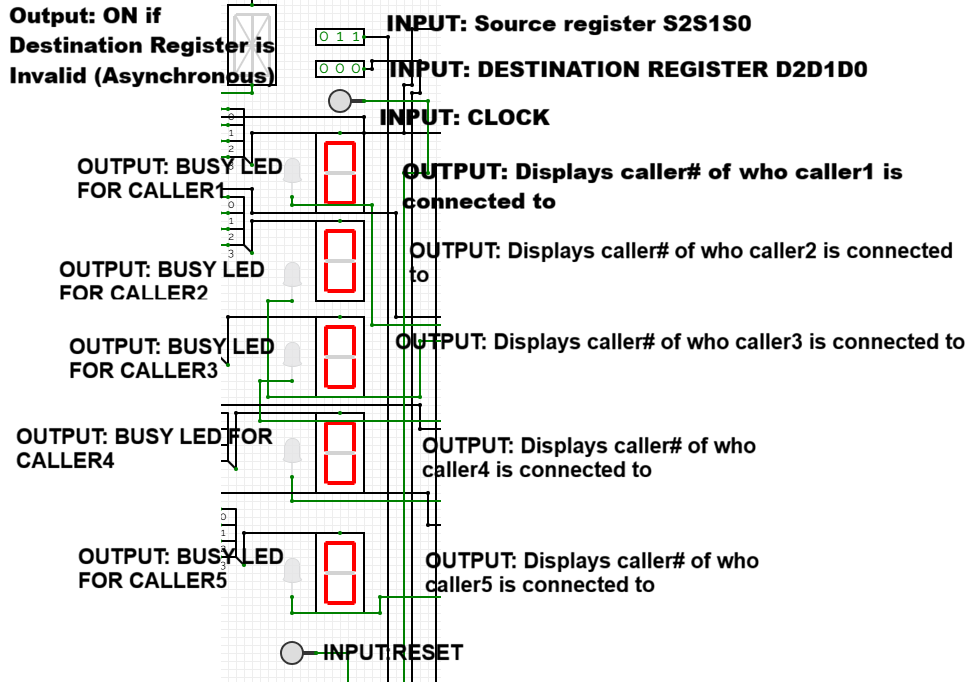 Output: ON if
Destination Register is
Invalid (Asynchronous)
0 1 1
INPUT: Source register S2S1S0
0 0 0
INPUT: DESTINATION REGISTER D2D1D0
INPUT: CLOCK
0
1
2
3
OUTPUT: BUSY LED
FOR CALLER1
OUTPUT: Displays caller# of who caller1 is
connected to
0
1
2
3
OUTPUT: BUSY LED
FOR CALLER2
OUTPUT: Displays caller# of who caller2 is connected
to
OUTPUT: BUSY LED
FOR CALLER3
OUTPUT: Displays caller# of who caller3 is connected to
OUTPUT: BUSY LED FOR
CALLER4
OUTPUT: Displays caller# of who
caller4 is connected to
0
1
OUTPUT: BUSY LED
FOR CALLER5
OUTPUT: Displays caller# of who
caller5 is connected to
INPUT:RESET